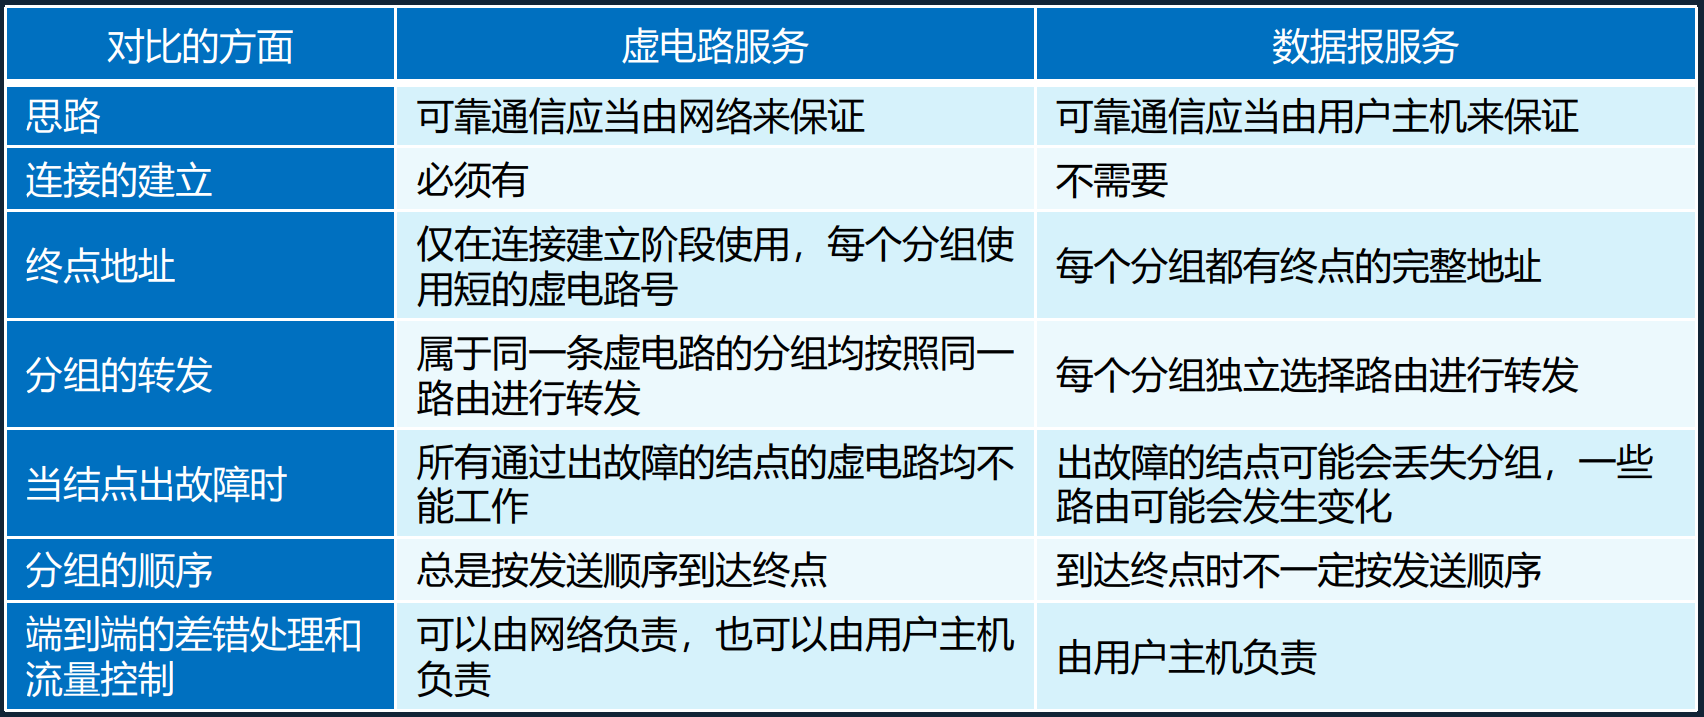 对比的方面
虚电路服务
数据报服务
思路
可靠通信应当由网络来保证
可靠通信应当由用户主机来保证
连接的建立
必须有
不需要
终点地址
仅在连接建立阶段使用，每个分组使
用短的虚电路号
每个分组都有终点的完整地址
分组的转发
属于同一条虚电路的分组均按照同一
路由进行转发
每个分组独立选择路由进行转发
当结点出故障时
所有通过出故障的结点的虚电路均不
能工作
出故障的结点可能会丢失分组，一些
路由可能会发生变化
分组的顺序
总是按发送顺序到达终点
到达终点时不一定按发送顺序
端到端的差错处理和
流量控制
可以由网络负责，也可以由用户主机
负责
由用户主机负责